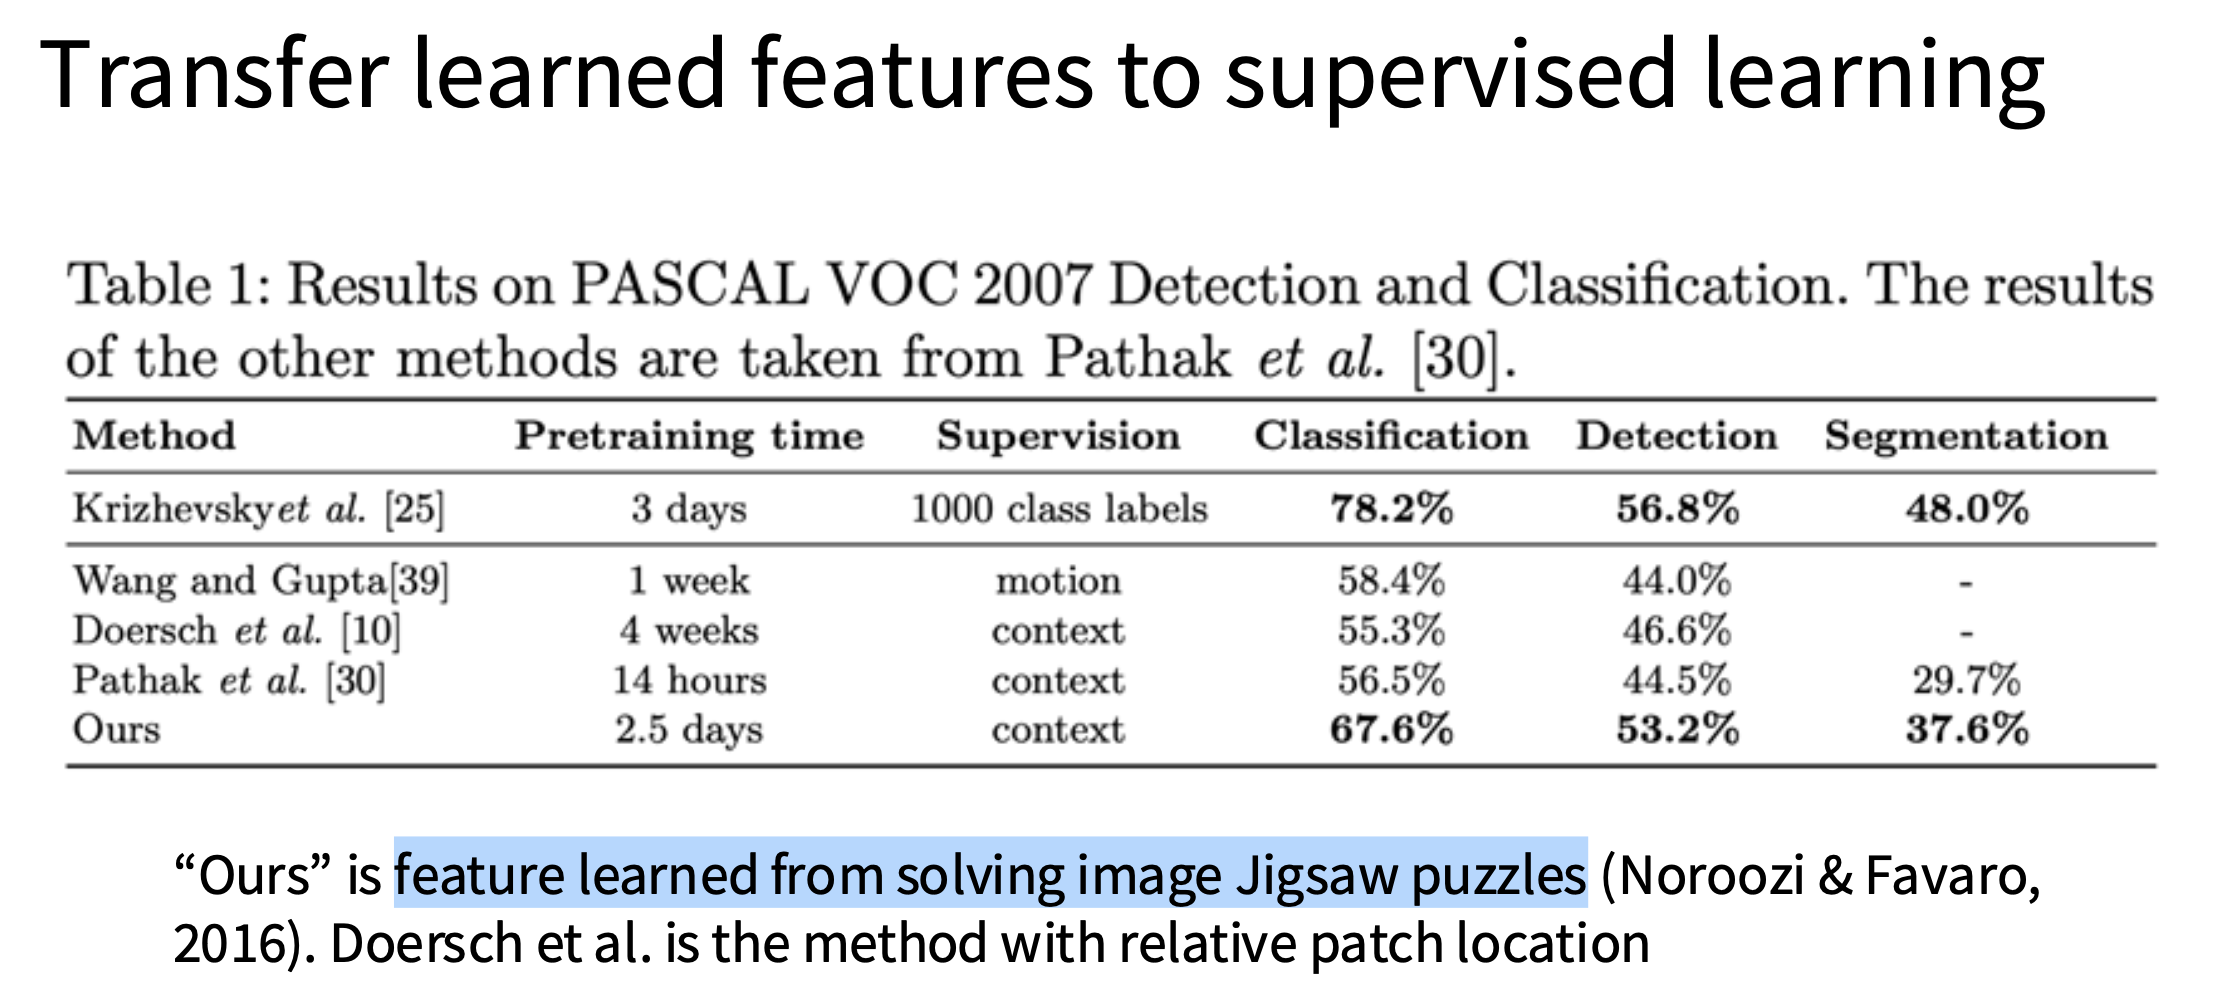 Transfer learned features to supervised learning
Table 1: Results on PASCAL VOC 2007 Detection and Classification. The results
of the other methods are taken from Pathak et al. [30].
Method Pretraining time Supervision Classification Detection Segmentation
Krizhevskyet al. [25] 3 days 1000 class labels 78.2% 56.8% 48.0%
Wang and Gupta[39] 1 week motion 58.4% 44.0% -
Doersch et al. [10] 4 weeks context 55.3% 46.6% -
Pathak et al. [30] 14 hours context 56.5% 44.5% 29.7%
Ours 2.5 days context 67.6% 53.2% 37.6%
“Ours” is feature learned from solving image Jigsaw puzzles (Noroozi & Favaro,
2016). Doersch et al. is the method with relative patch location